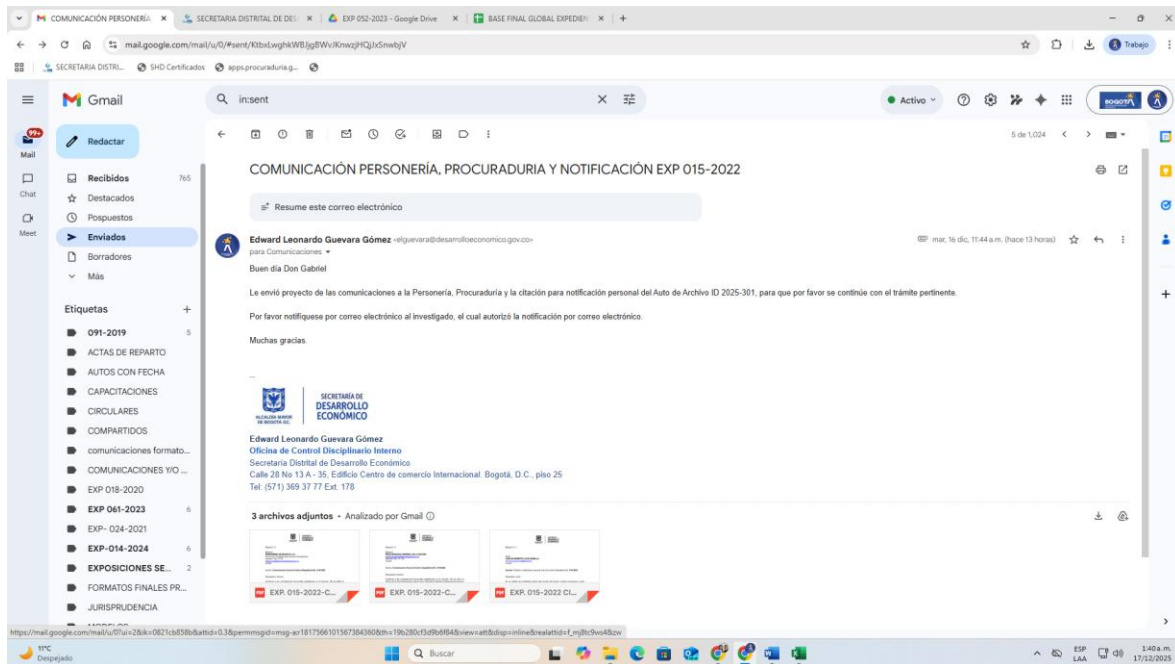 COMUNICACIÓN PERSONERÍA
SECRETARIA DISTRITAL DE DES
EXP 052-2023 - Google Drive
BASE FINAL GLOBAL EXPEDIEN
mail.google.com/mail/u/0/#sent/KtbxLwghkWBJjgBWvJKnwzjHQJJxSnwbjV
Trabajo
SECRETARIA DISTRI...
SHD Certificados
apps.procuraduria.g...
Gmail
in:sent
Activo
BOGOTÁ
99+
Mail
Chat
Meet
Redactar
Recibidos 765
Destacados
Pospuestos
Enviados
Borradores
Más
Etiquetas
091-2019 5
ACTAS DE REPARTO
AUTOS CON FECHA
CAPACITACIONES
CIRCULARES
COMPARTIDOS
comunicaciones formato...
COMUNICACIONES Y/O ...
EXP 018-2020
EXP 061-2023 6
EXP- 024-2021
EXP-014-2024 6
EXPOSICIONES SE... 2
FORMATOS FINALES PR...
JURISPRUDENCIA
5 de 1,024
COMUNICACIÓN PERSONERÍA, PROCURADURIA Y NOTIFICACIÓN EXP 015-2022
Resume este correo electrónico
Edward Leonardo Guevara Gómez <elguevara@desarrolloeconomico.gov.co>
mar, 16 dic, 11:44 a.m. (hace 13 horas)
para Comunicaciones
Buen día Don Gabriel
Le envió proyecto de las comunicaciones a la Personería, Procuraduría y la citación para notificación personal del Auto de Archivo ID 2025-301, para que por favor se continúe con el trámite pertinente.
Por favor notifíquese por correo electrónico al investigado, el cual autorizó la notificación por correo electrónico.
Muchas gracias.
...
ALCALDÍA MAYOR
DE BOGOTÁ D.C.
SECRETARÍA DE
DESARROLLO
ECONÓMICO
Edward Leonardo Guevara Gómez
Oficina de Control Disciplinario Interno
Secretaría Distrital de Desarrollo Económico
Calle 28 No 13 A - 35, Edificio Centro de comercio Internacional. Bogotá, D.C., piso 25
Tel: (571) 369 37 77 Ext. 178
3 archivos adjuntos • Analizado por Gmail
PDF EXP. 015-2022-C...
PDF EXP. 015-2022-C...
PDF EXP. 015-2022 CI...
11°C
Despejado
Buscar
ESP
LAA
1:40 a.m.
17/12/2025